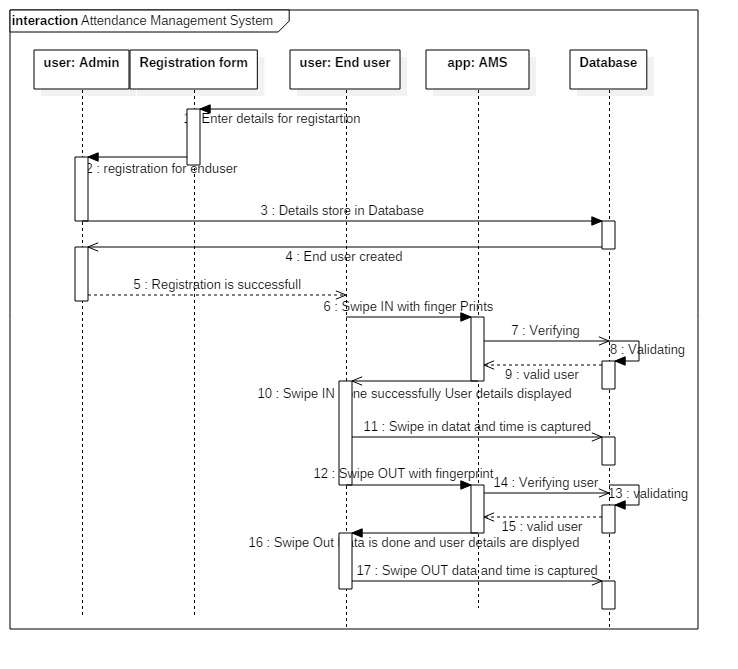 interaction Attendance Management System
user: Admin
Registration form
user: End user
app: AMS
Database
1 : Enter details for registartion
2 : registration for enduser
3 : Details store in Database
4 : End user created
5 : Registration is successfull
6 : Swipe IN with finger Prints
7 : Verifying
8 : Validating
9 : valid user
10 : Swipe IN done successfully User details displayed
11 : Swipe in datat and time is captured
12 : Swipe OUT with fingerprint
14 : Verifying user
13 : validating
15 : valid user
16 : Swipe Out data is done and user details are displyed
17 : Swipe OUT data and time is captured